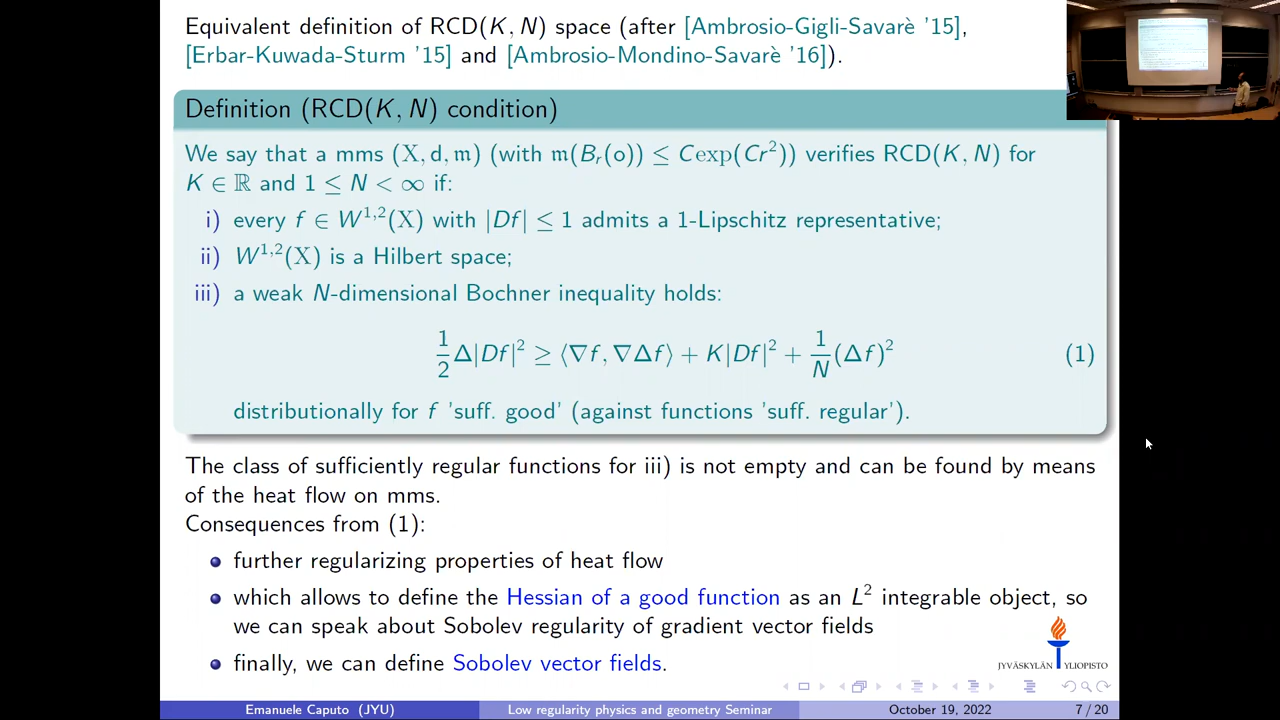 Equivalent definition of RCD(K, N) space (after [Ambrosio-Gigli-Savarè '15],
[Erbar-Kuwada-Sturm '15] and [Ambrosio-Mondino-Savarè '16]).
Definition (RCD(K, N) condition)
We say that a mms (X, d, 𝔪) (with 𝔪(B_r(o)) ≤ C exp(Cr²)) verifies RCD(K, N) for
K ∈ ℝ and 1 ≤ N < ∞ if:
i) every f ∈ W^{1,2}(X) with |Df| ≤ 1 admits a 1-Lipschitz representative;
ii) W^{1,2}(X) is a Hilbert space;
iii) a weak N-dimensional Bochner inequality holds:
1/2 Δ|Df|² ≥ ⟨∇f, ∇Δf⟩ + K|Df|² + 1/N (Δf)² (1)
distributionally for f 'suff. good' (against functions 'suff. regular').
The class of sufficiently regular functions for iii) is not empty and can be found by means
of the heat flow on mms.
Consequences from (1):
further regularizing properties of heat flow
which allows to define the Hessian of a good function as an L² integrable object, so
we can speak about Sobolev regularity of gradient vector fields
finally, we can define Sobolev vector fields.
JYVÄSKYLÄN YLIOPISTO
Emanuele Caputo (JYU) Low regularity physics and geometry Seminar October 19, 2022 7 / 20